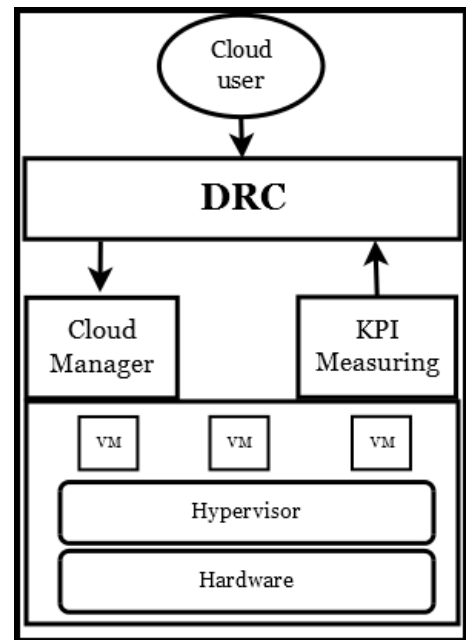 Cloud
user
DRC
Cloud
Manager
KPI
Measuring
VM
VM
VM
Hypervisor
Hardware